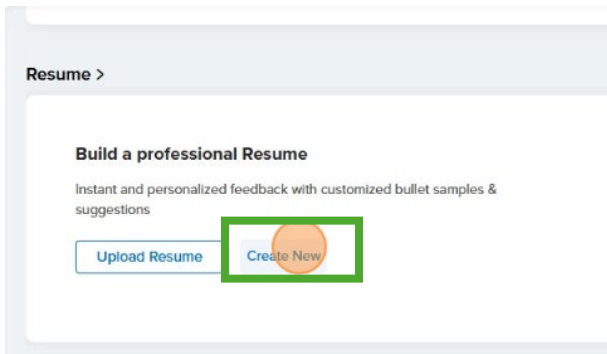 Resume >
Build a professional Resume
Instant and personalized feedback with customized bullet samples &
suggestions
Upload Resume
Create New